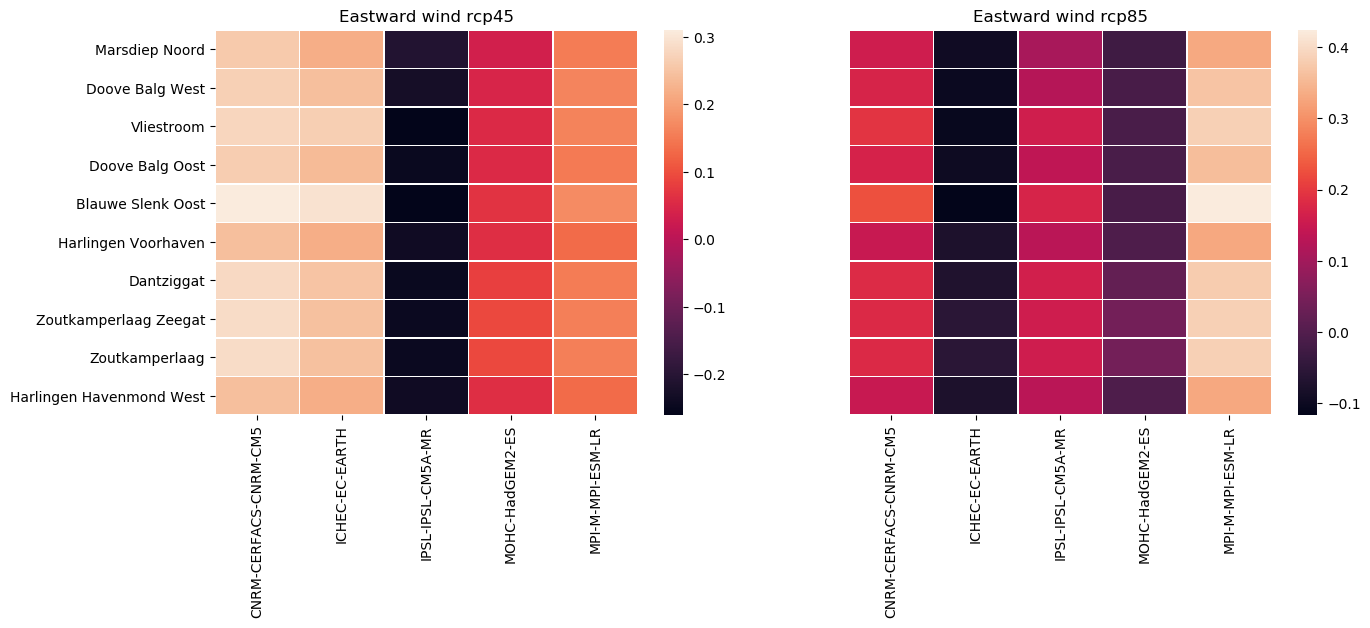 Eastward wind rcp45
Marsdiep Noord
Doove Balg West
Vliestroom
Doove Balg Oost
Blauwe Slenk Oost
Harlingen Voorhaven
Dantziggat
Zoutkamperlaag Zeegat
Zoutkamperlaag
Harlingen Havenmond West
CNRM-CERFACS-CNRM-CM5
ICHEC-EC-EARTH
IPSL-IPSL-CM5A-MR
MOHC-HadGEM2-ES
MPI-M-MPI-ESM-LR
0.3
0.2
0.1
0.0
−0.1
−0.2
Eastward wind rcp85
CNRM-CERFACS-CNRM-CM5
ICHEC-EC-EARTH
IPSL-IPSL-CM5A-MR
MOHC-HadGEM2-ES
MPI-M-MPI-ESM-LR
0.4
0.3
0.2
0.1
0.0
−0.1